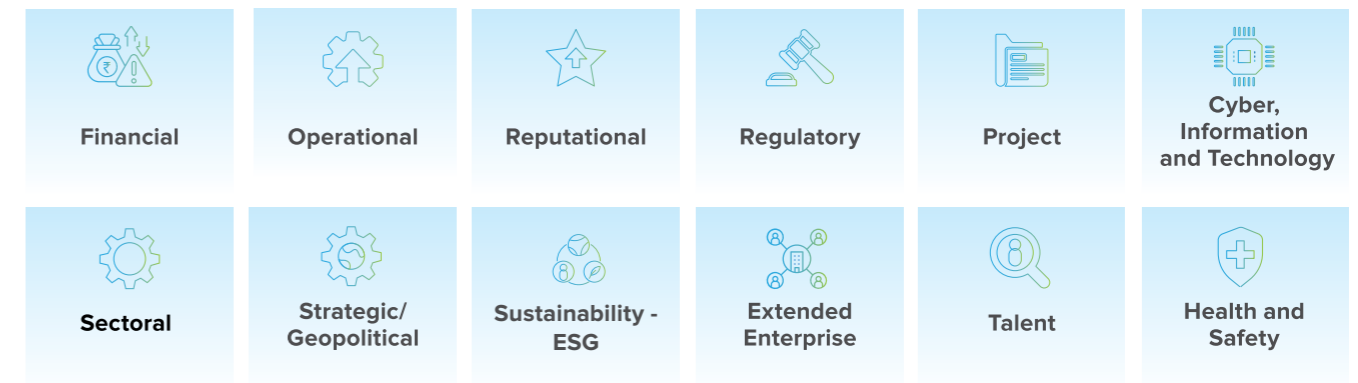 Financial
Operational
Reputational
Regulatory
Project
Cyber,
Information
and Technology
Sectoral
Strategic/
Geopolitical
Sustainability -
ESG
Extended
Enterprise
Talent
Health and
Safety